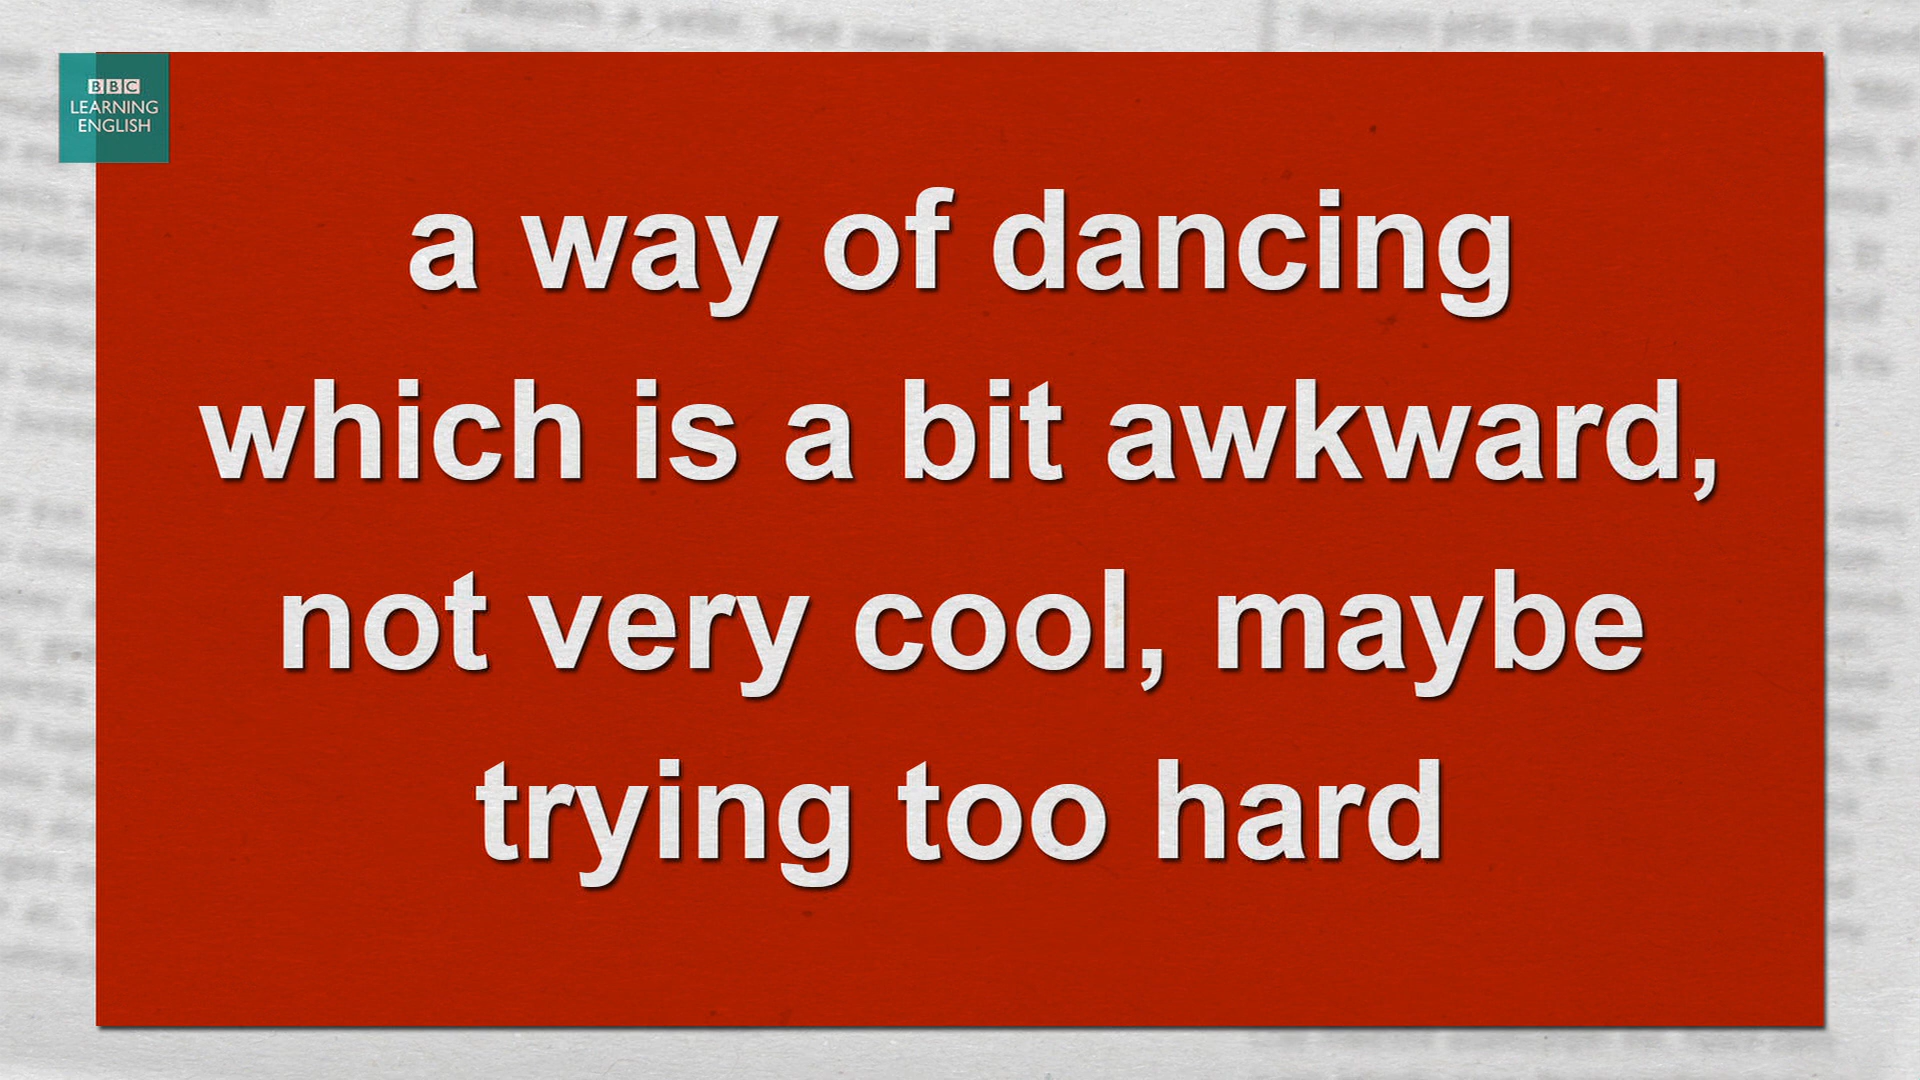 BBC
LEARNING
ENGLISH
a way of dancing
which is a bit awkward,
not very cool, maybe
trying too hard